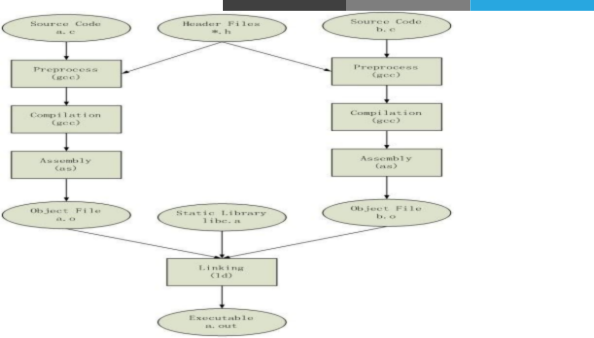 Source Code
a.c
Header Files
*.h
Source Code
b.c
Preprocess
(gcc)
Preprocess
(gcc)
Compilation
(gcc)
Compilation
(gcc)
Assembly
(as)
Assembly
(as)
Object File
a.o
Static Library
libc.a
Object File
b.o
Linking
(ld)
Executable
a.out